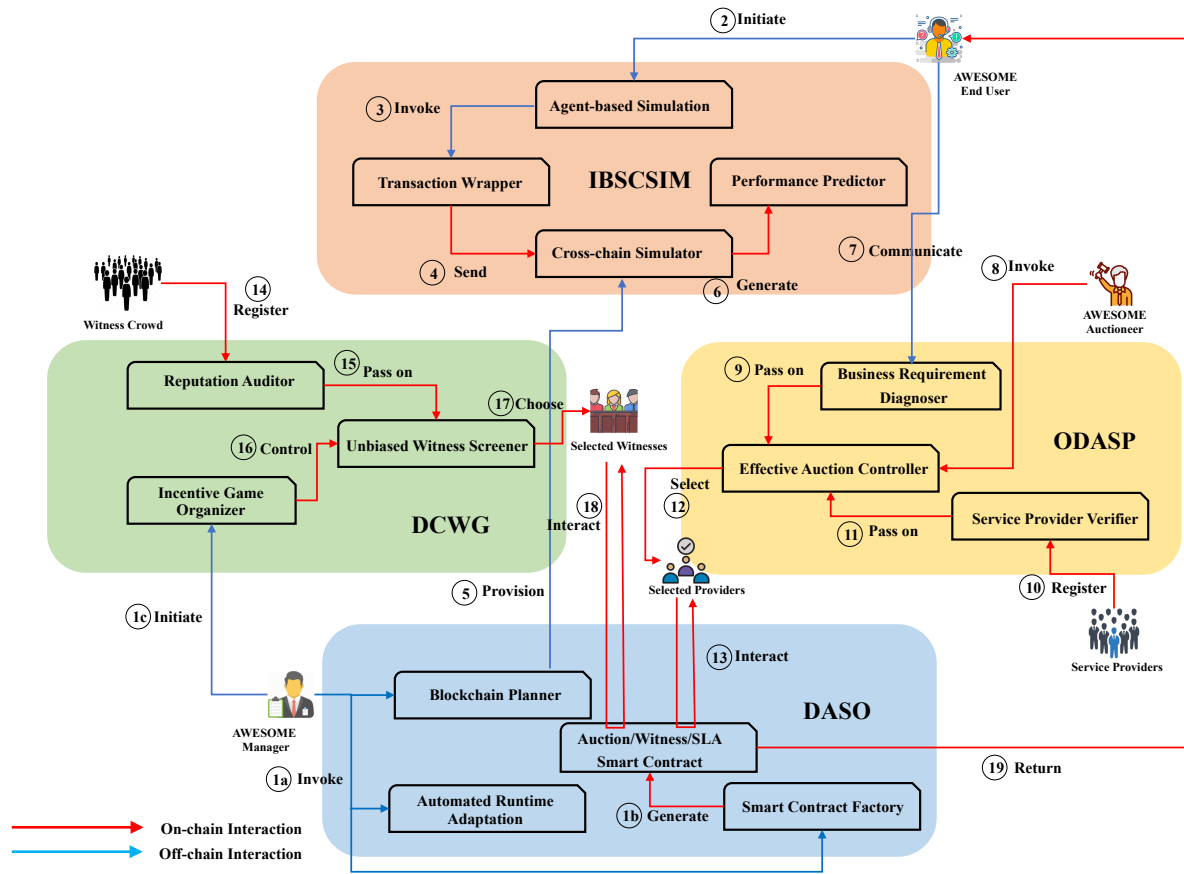 2 Initiate
AWESOME
End User
3 Invoke
Agent-based Simulation
Transaction Wrapper
IBSCSIM
Performance Predictor
4 Send
Cross-chain Simulator
6 Generate
7 Communicate
8 Invoke
AWESOME
Auctioneer
Witness Crowd
14
Register
Reputation Auditor
15
Pass on
16 Control
Unbiased Witness Screener
17 Choose
Selected Witnesses
Incentive Game
Organizer
DCWG
9 Pass on
Business Requirement
Diagnoser
ODASP
Effective Auction Controller
Select
12
11 Pass on
Service Provider Verifier
10 Register
Service Providers
Selected Providers
18
Interact
5 Provision
1c Initiate
13 Interact
AWESOME
Manager
Blockchain Planner
DASO
Auction/Witness/SLA
Smart Contract
19 Return
1a Invoke
Automated Runtime
Adaptation
1b Generate
Smart Contract Factory
On-chain Interaction
Off-chain Interaction